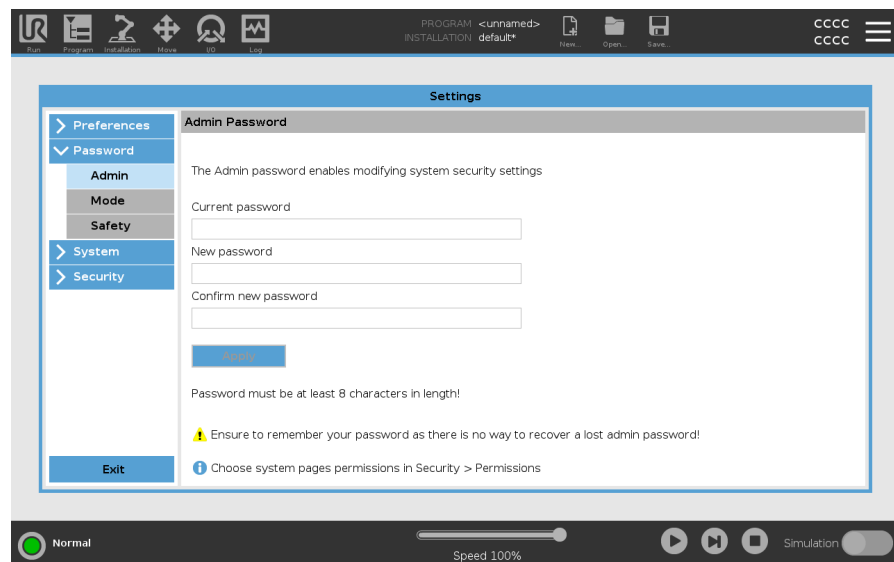 PROGRAM <unnamed>
INSTALLATION default*
CCCC
CCCC
Run Program Installation Move I/O Log New... Open... Save...
Settings
Preferences
Password
Admin
Mode
Safety
System
Security
Exit
Admin Password
The Admin password enables modifying system security settings
Current password
New password
Confirm new password
Apply
Password must be at least 8 characters in length!
Ensure to remember your password as there is no way to recover a lost admin password!
Choose system pages permissions in Security > Permissions
Normal
Speed 100%
Simulation